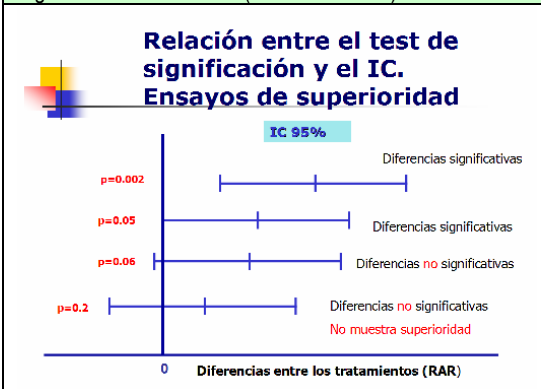 Relación entre el test de
significación y el IC.
Ensayos de superioridad
IC 95%
Diferencias significativas
p=0.002
p=0.05
Diferencias significativas
p=0.06
Diferencias no significativas
p=0.2
Diferencias no significativas
No muestra superioridad
0
Diferencias entre los tratamientos (RAR)